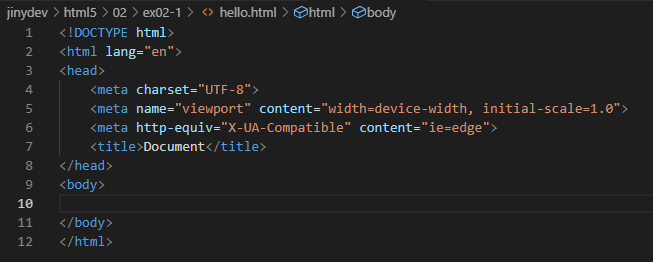 jinydev > html5 > 02 > ex02-1 > <> hello.html > html > body
1 <!DOCTYPE html>
2 <html lang="en">
3 <head>
4     <meta charset="UTF-8">
5     <meta name="viewport" content="width=device-width, initial-scale=1.0">
6     <meta http-equiv="X-UA-Compatible" content="ie=edge">
7     <title>Document</title>
8 </head>
9 <body>
10
11 </body>
12 </html>